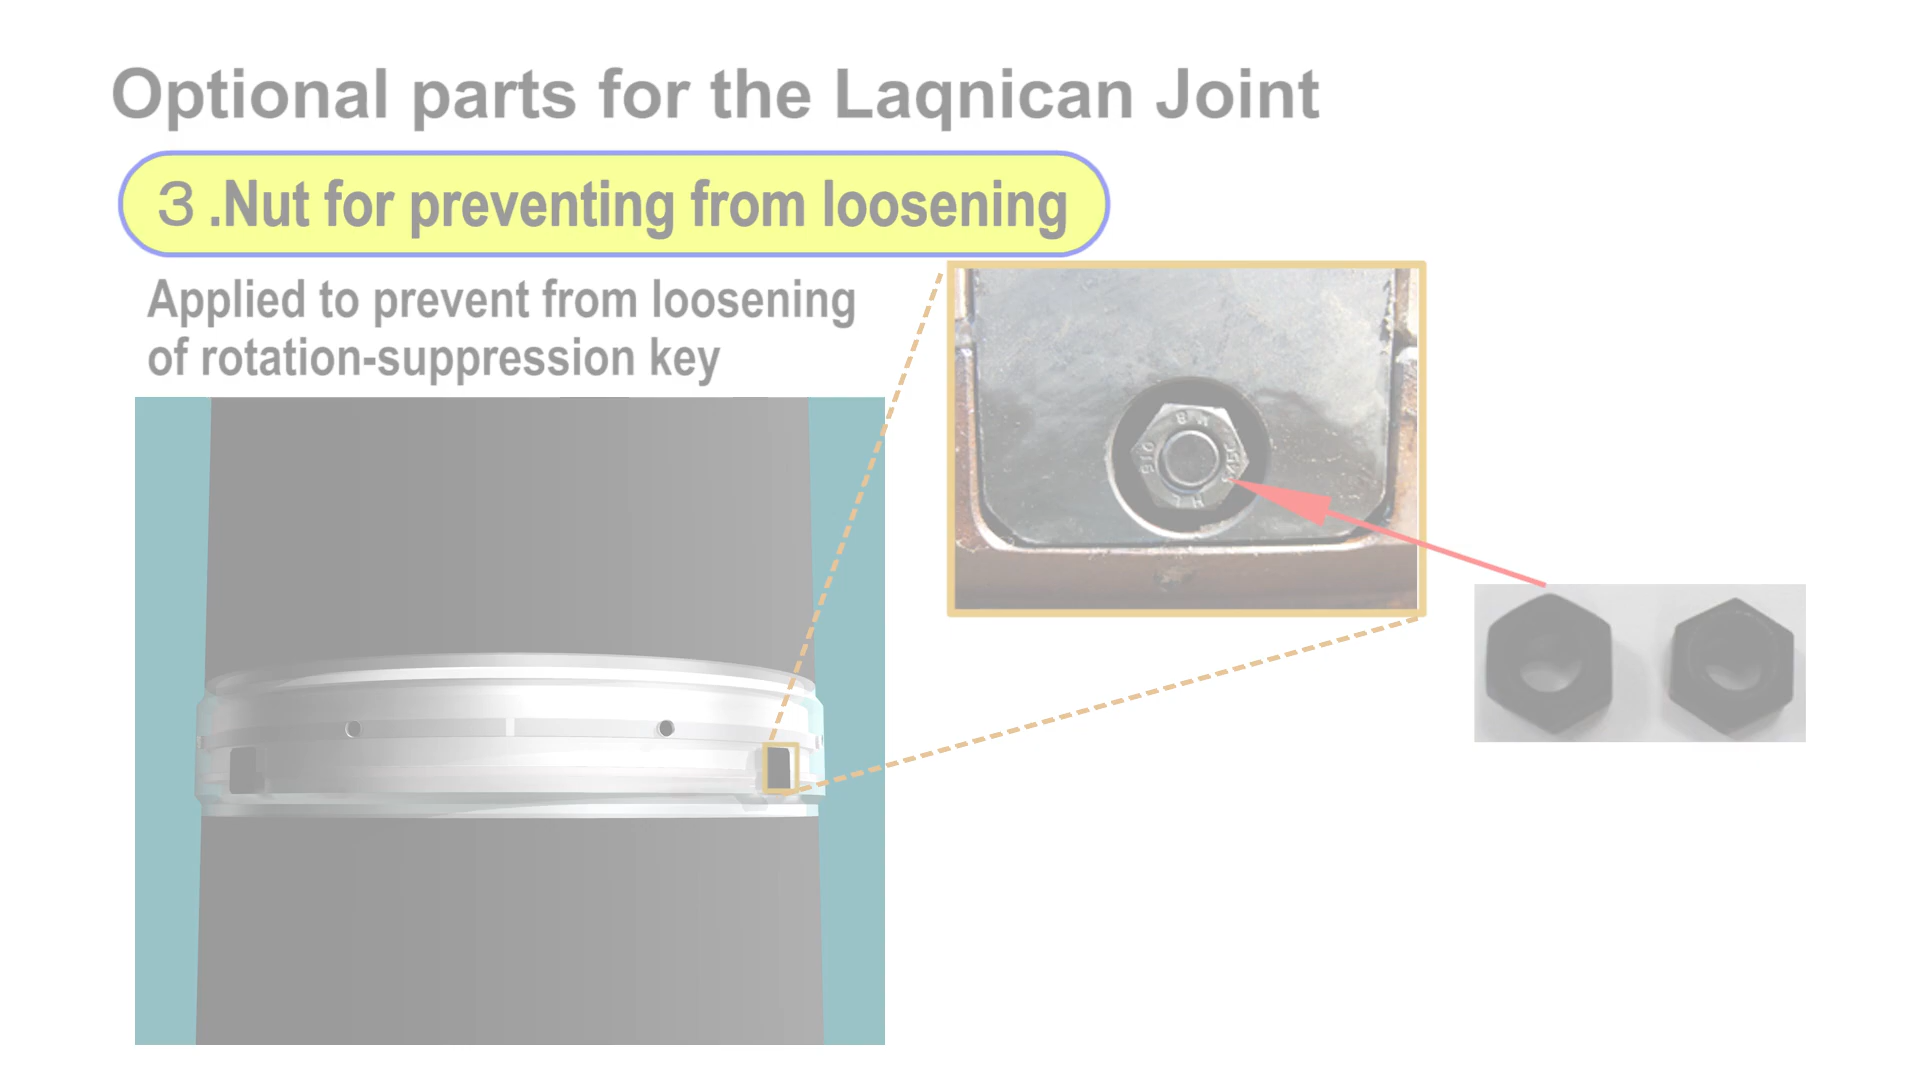 Optional parts for the Laqnican Joint
３.Nut for preventing from loosening
Applied to prevent from loosening
of rotation-suppression key